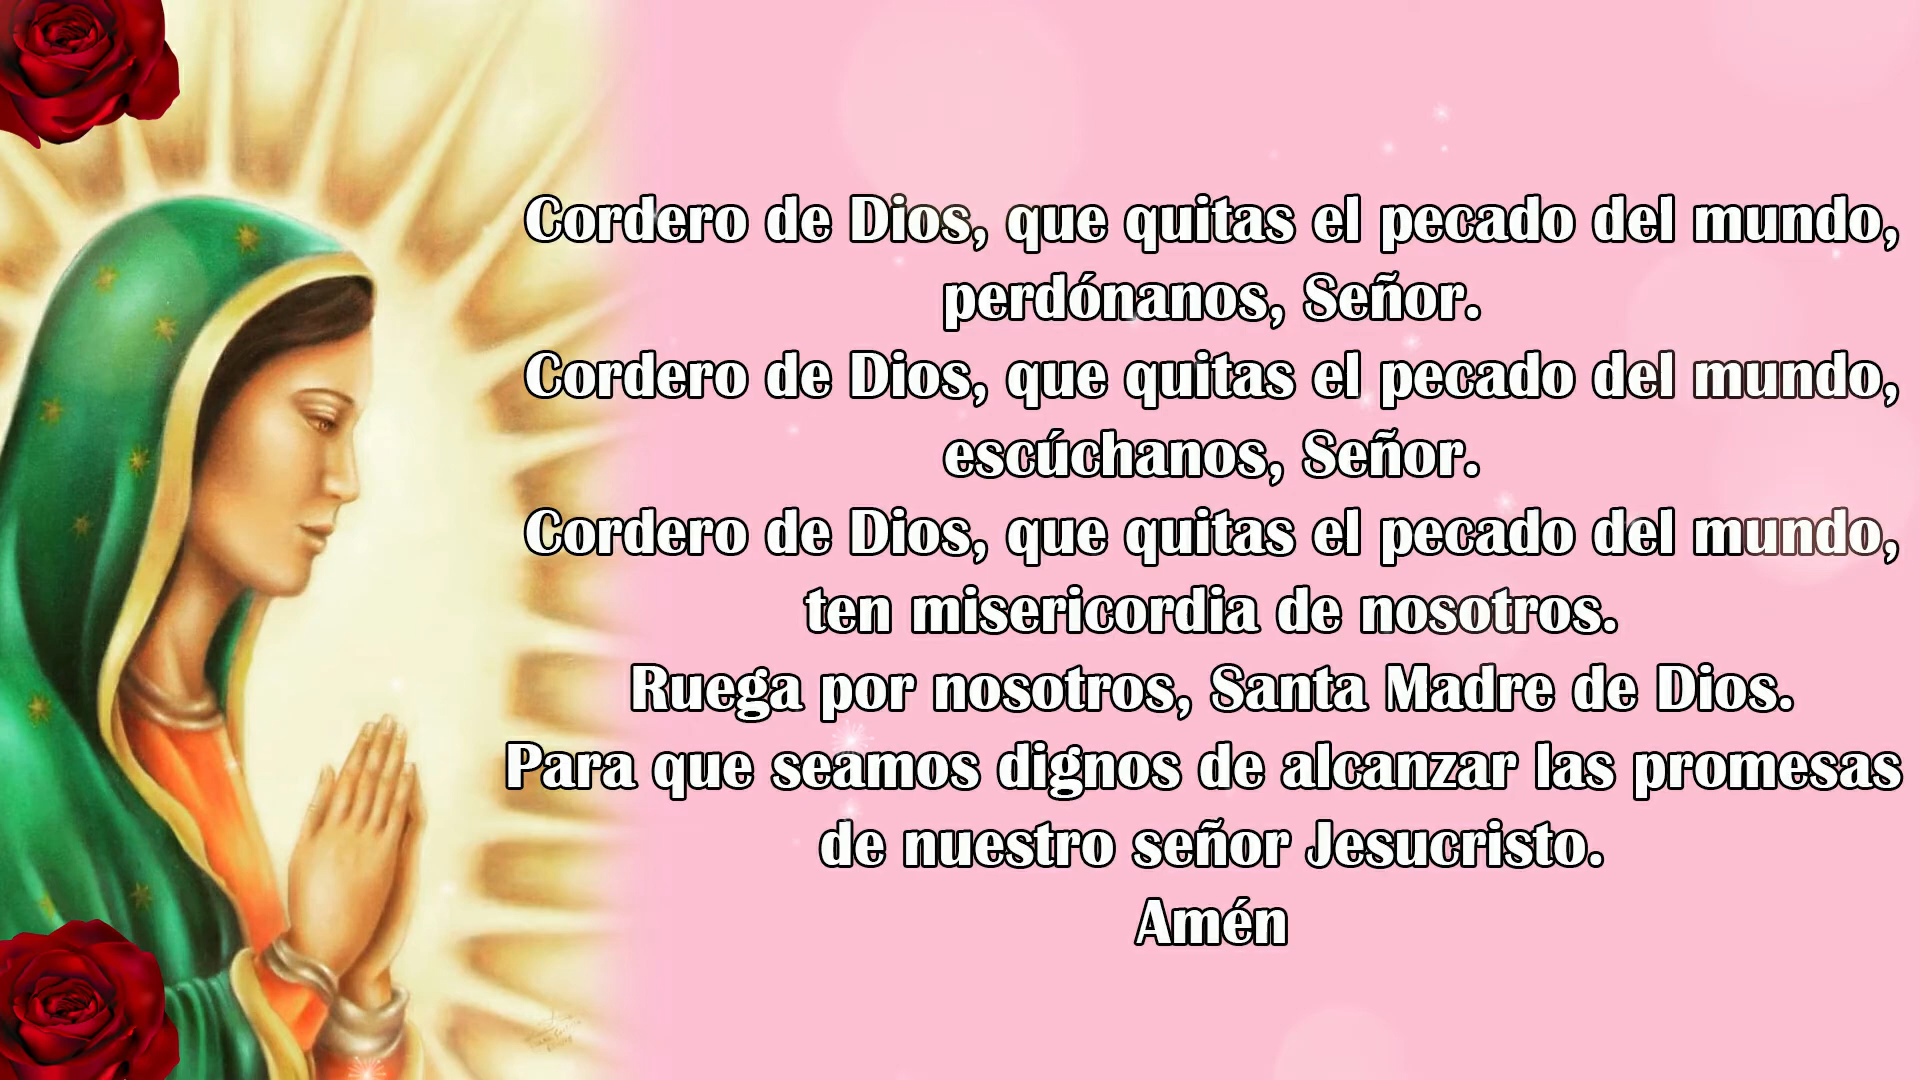 Cordero de Dios, que quitas el pecado del mundo,
perdónanos, Señor.
Cordero de Dios, que quitas el pecado del mundo,
escúchanos, Señor.
Cordero de Dios, que quitas el pecado del mundo,
ten misericordia de nosotros.
Ruega por nosotros, Santa Madre de Dios.
Para que seamos dignos de alcanzar las promesas
de nuestro señor Jesucristo.
Amén